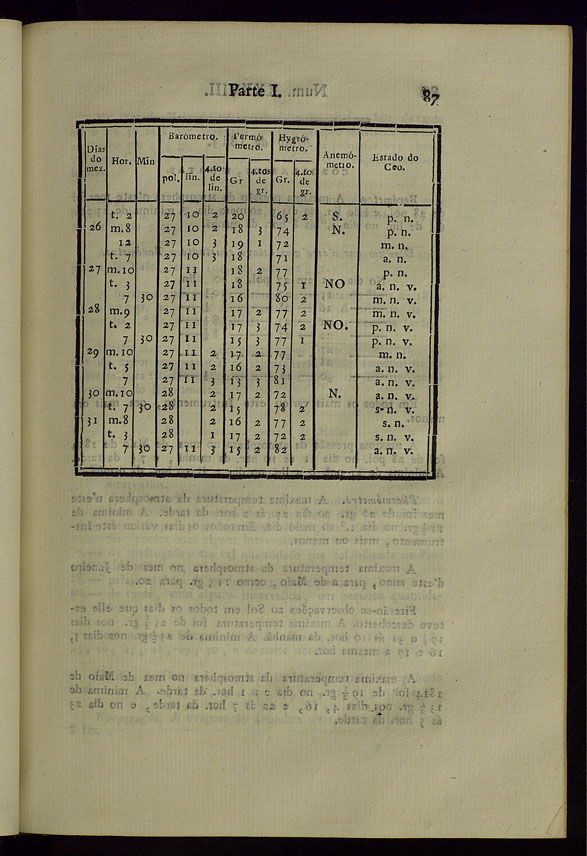 Parte I. 87
Dias do mez. Hor. Min Barómetro. Termómetro. Hygrómetro. Anemómetro. Estado do Ceo.
pol. lin. 4.tos de lin. Gr 4.tos de gr. Gr. 4.tos de gr.
t. 2 27 10 2 20 65 2 S. p. n.
26 m.8 27 10 2 18 3 74 N. p. n.
12 27 10 3 19 1 72 m. n.
t. 7 27 10 3 18 71 a. n.
27 m.10 27 11 18 2 77 p. n.
t. 3 27 11 18 75 1 NO a. n. v.
7 30 27 11 16 80 2 m. n. v.
28 m.9 27 11 17 2 77 2 m. n. v.
t. 2 27 11 17 3 74 2 NO. p. n. v.
7 30 27 11 15 3 77 1 p. n. v.
29 m.10 27 11 2 17 2 77 m. n.
t. 5 27 11 2 16 2 73 a. n. v.
7 27 11 3 13 3 81 a. n. v.
30 m.10 28 2 17 2 72 N. a. n. v.
t. 7 30 28 2 15 78 2 s. n. v.
31 m.8 28 2 16 2 77 2 s. n.
t. 3 28 1 17 2 72 2 s. n. v.
7 30 27 11 3 15 2 82 a. n. v.